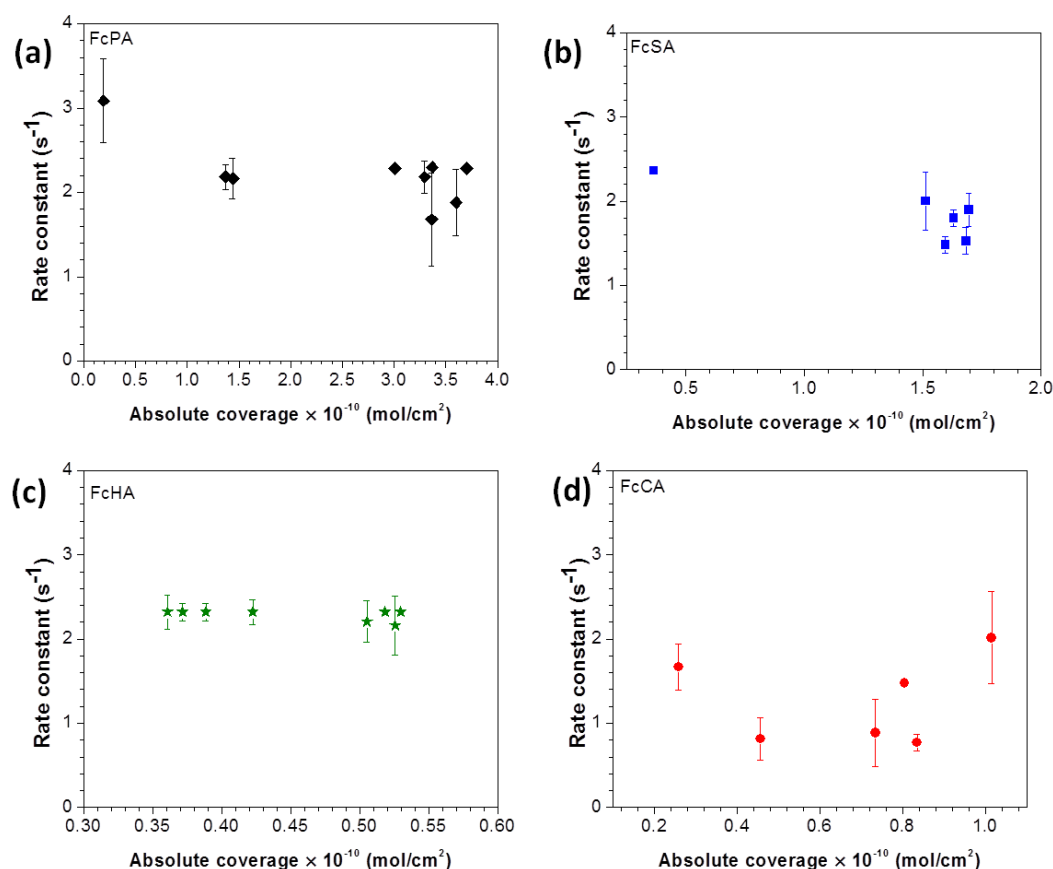 (a)
FcPA
4
3
2
1
0
Rate constant (s⁻¹)
0.0 0.5 1.0 1.5 2.0 2.5 3.0 3.5 4.0
Absolute coverage × 10⁻¹⁰ (mol/cm²)
(b)
FcSA
4
3
2
1
0
Rate constant (s⁻¹)
0.5 1.0 1.5 2.0
Absolute coverage × 10⁻¹⁰ (mol/cm²)
(c)
FcHA
4
3
2
1
0
Rate constant (s⁻¹)
0.30 0.35 0.40 0.45 0.50 0.55 0.60
Absolute coverage × 10⁻¹⁰ (mol/cm²)
(d)
FcCA
4
3
2
1
0
Rate constant (s⁻¹)
0.2 0.4 0.6 0.8 1.0
Absolute coverage × 10⁻¹⁰ (mol/cm²)